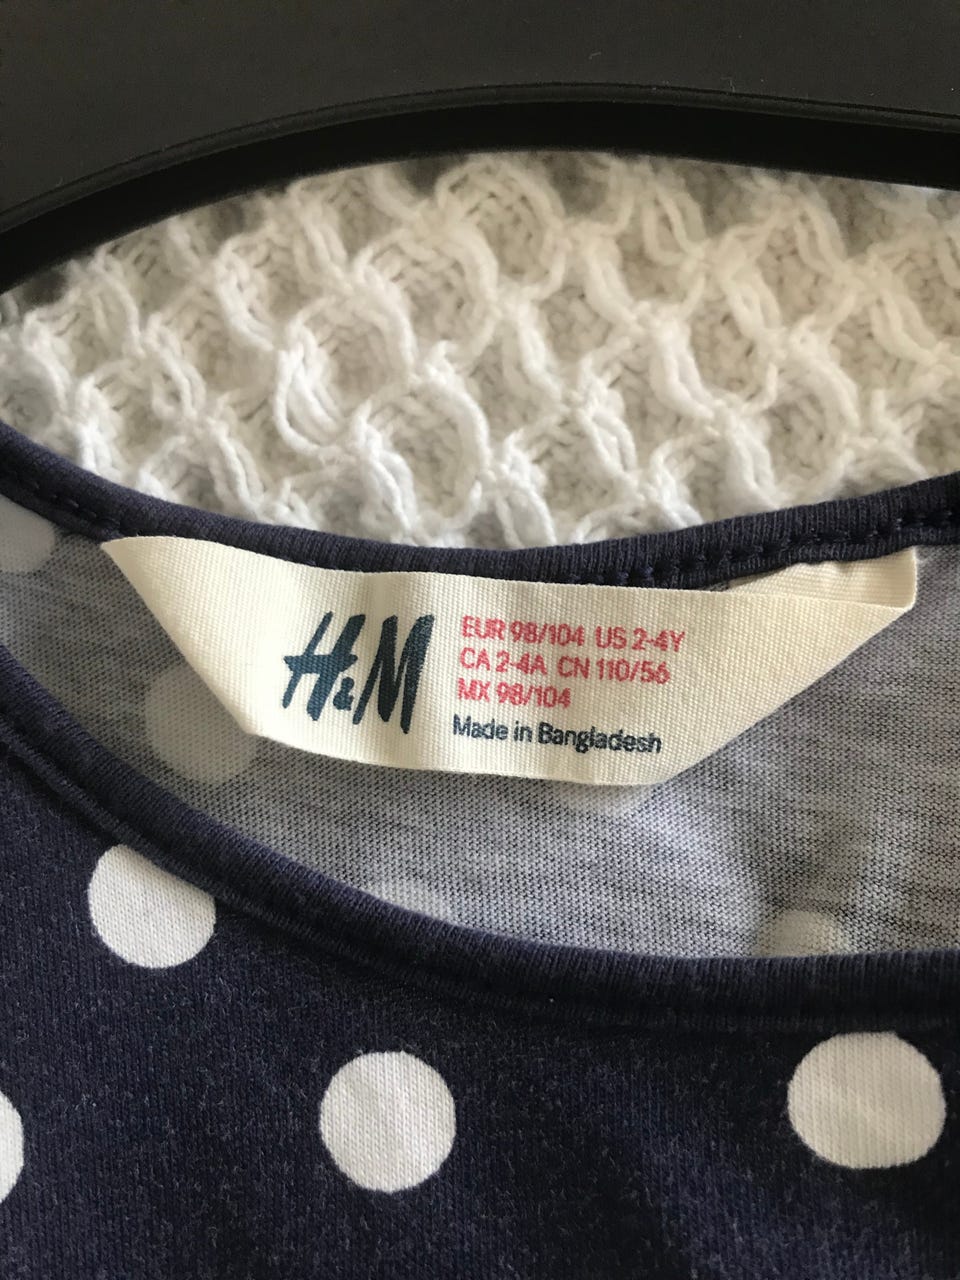 H&M
EUR 98/104 US 2-4Y
CA 2-4A CN 110/56
MX 98/104
Made in Bangladesh